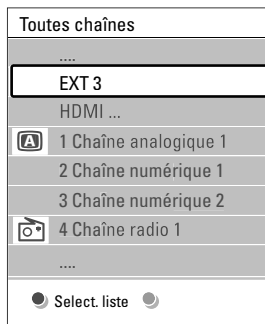 Toutes chaînes
....
EXT 3
HDMI ...
A 1 Chaîne analogique 1
2 Chaîne numérique 1
3 Chaîne numérique 2
4 Chaîne radio 1
....
Select. liste